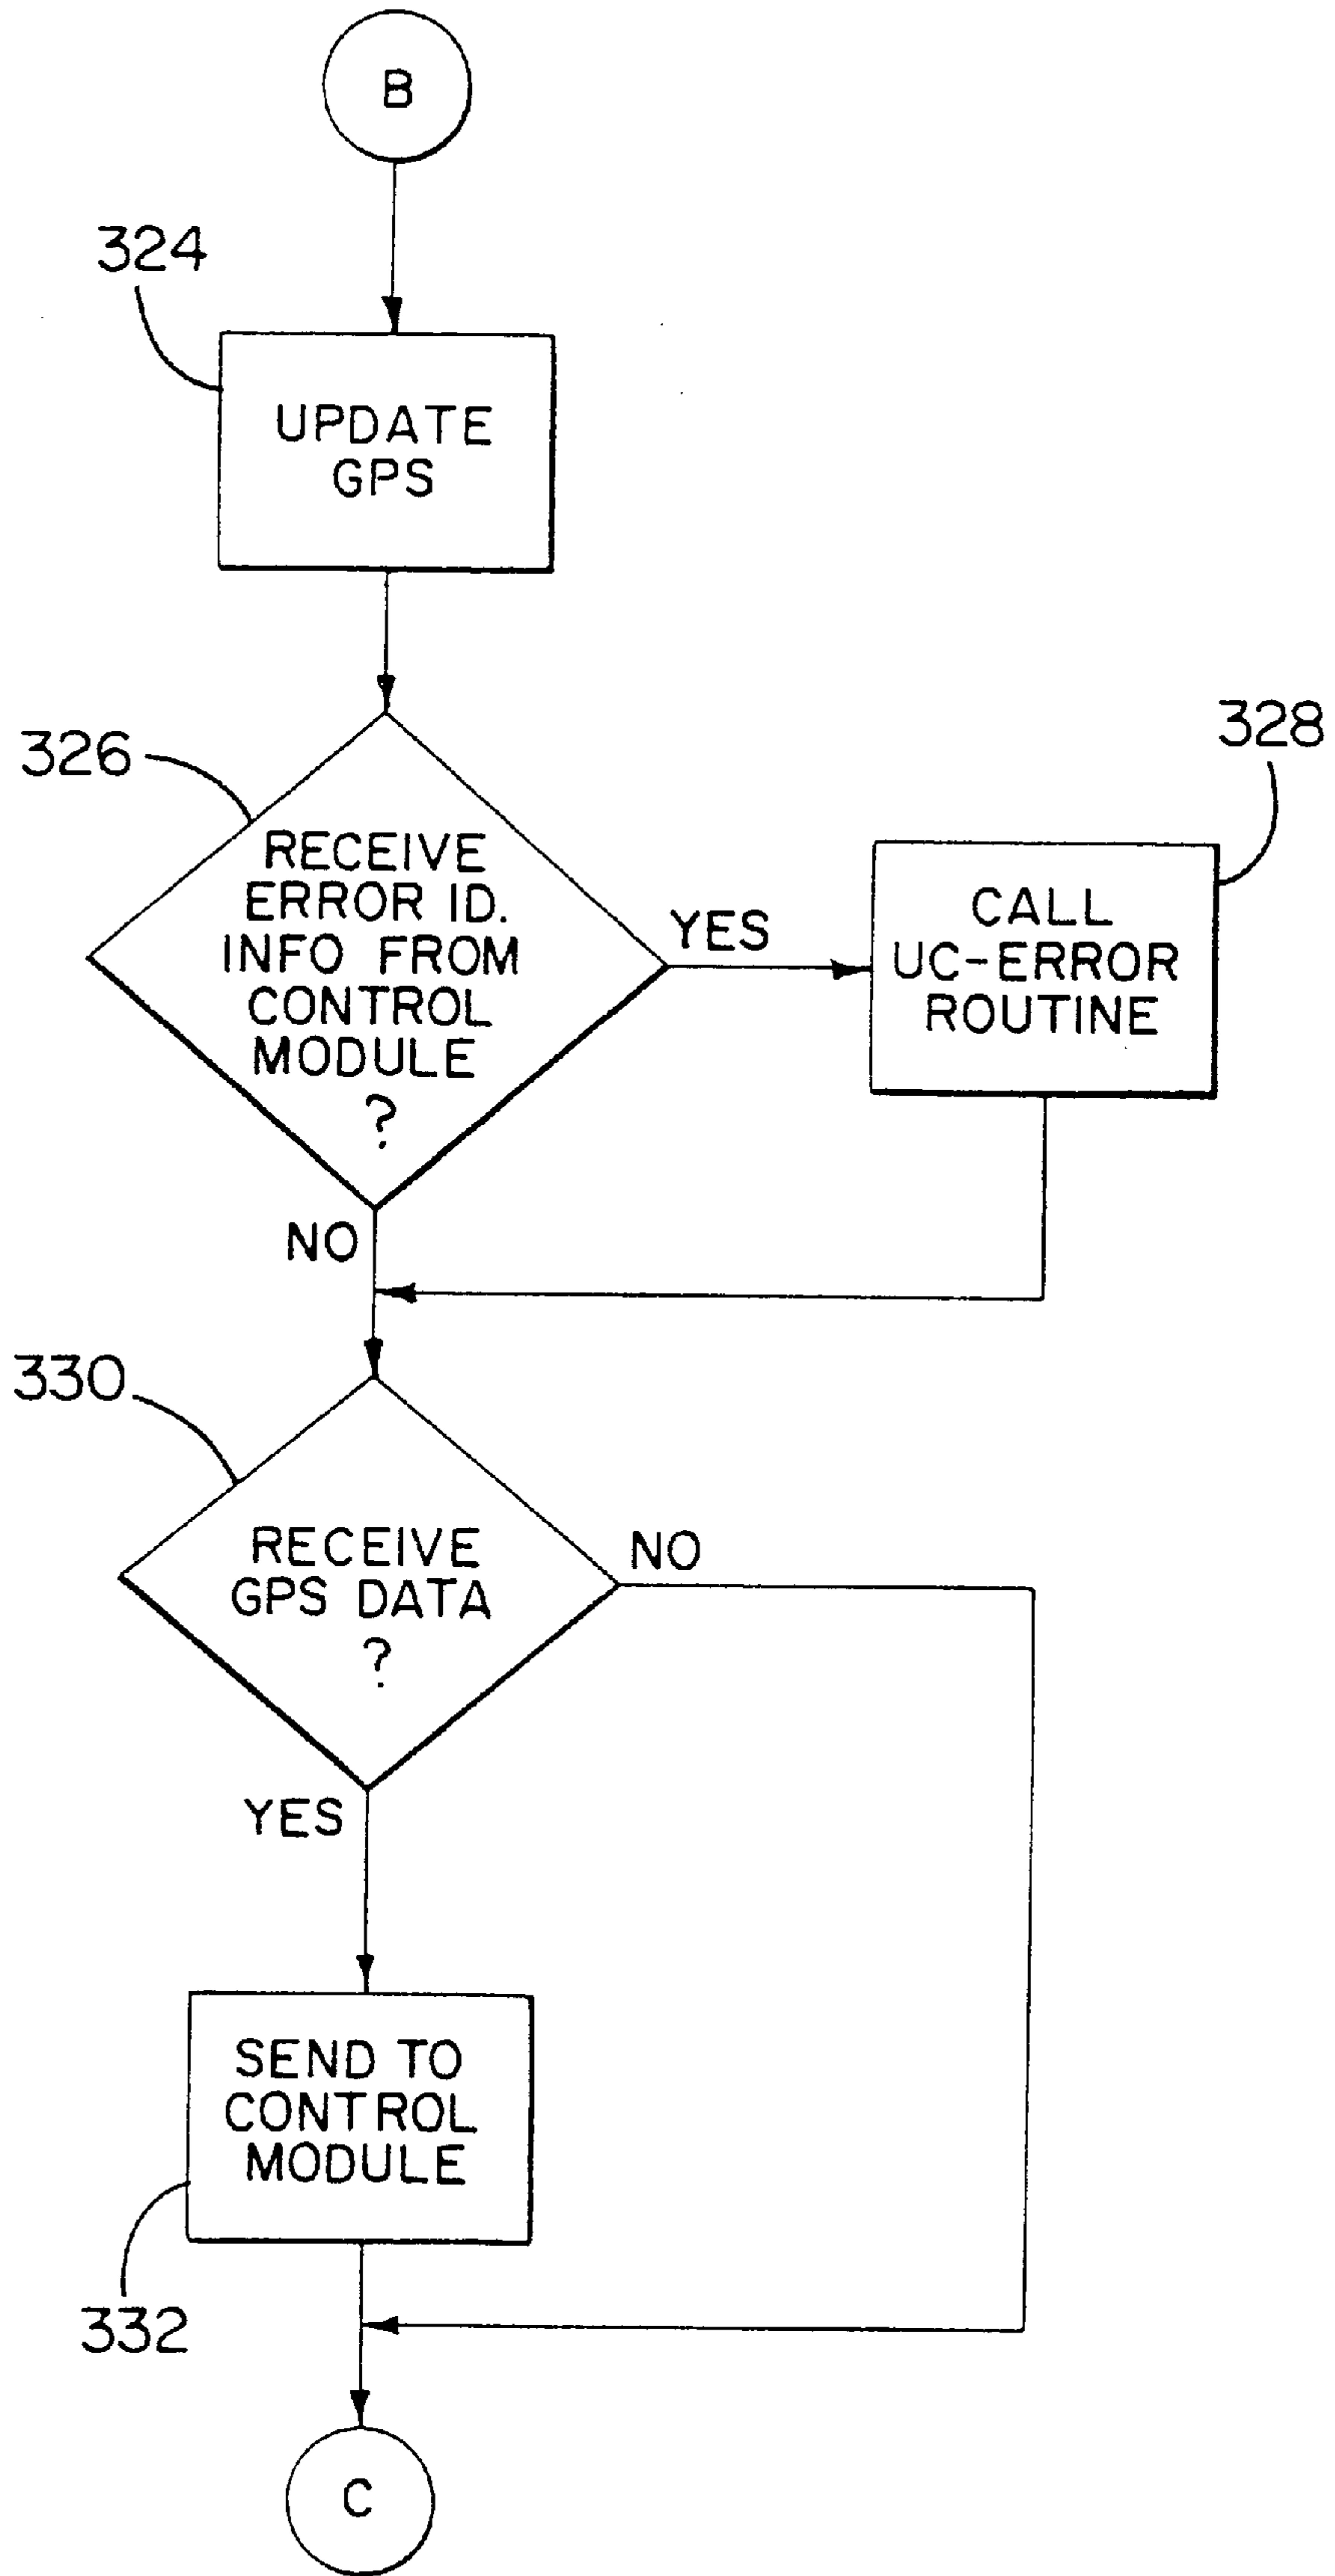 B
324
UPDATE
GPS
326
RECEIVE
ERROR ID.
INFO FROM
CONTROL
MODULE
?
YES
328
CALL
UC-ERROR
ROUTINE
NO
330
RECEIVE
GPS DATA
?
NO
YES
SEND TO
CONTROL
MODULE
332
C